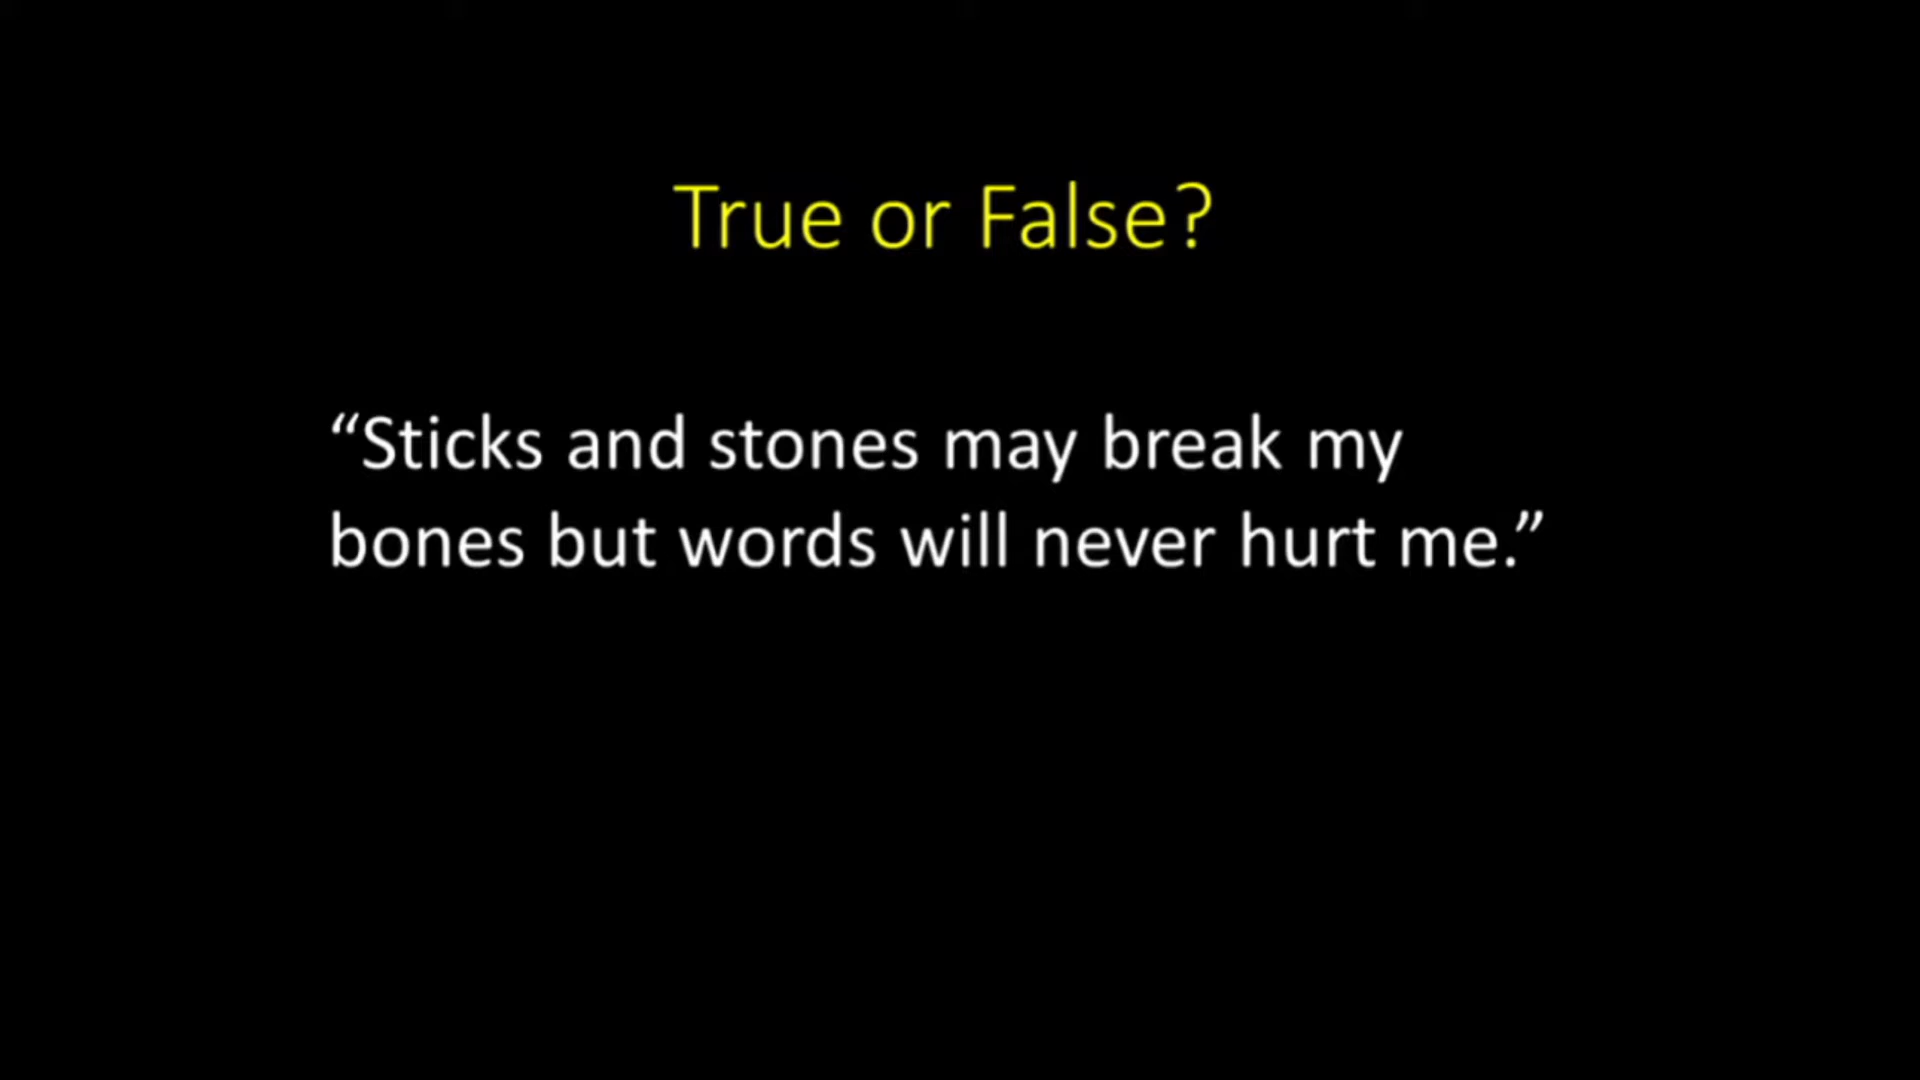 True or False?
“Sticks and stones may break my
bones but words will never hurt me.”